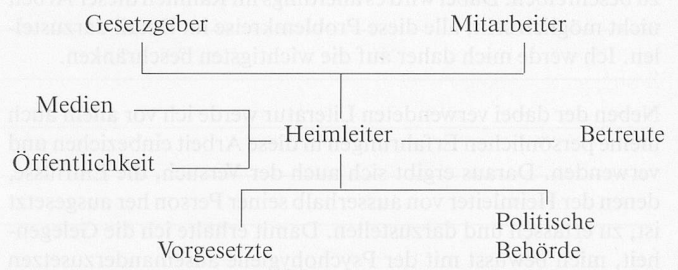 Gesetzgeber Mitarbeiter
Medien
Heimleiter Betreute
Öffentlichkeit
Politische
Vorgesetzte Behörde